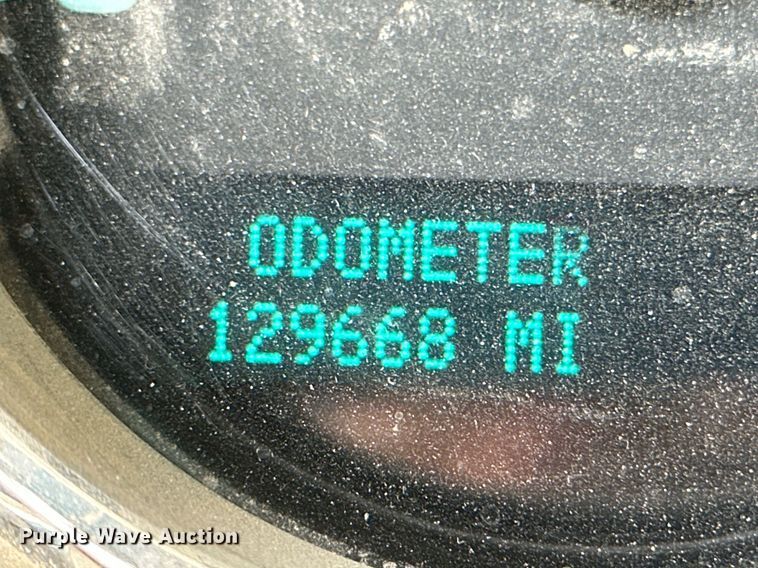 ODOMETER
129668 MI
Purple Wave Auction